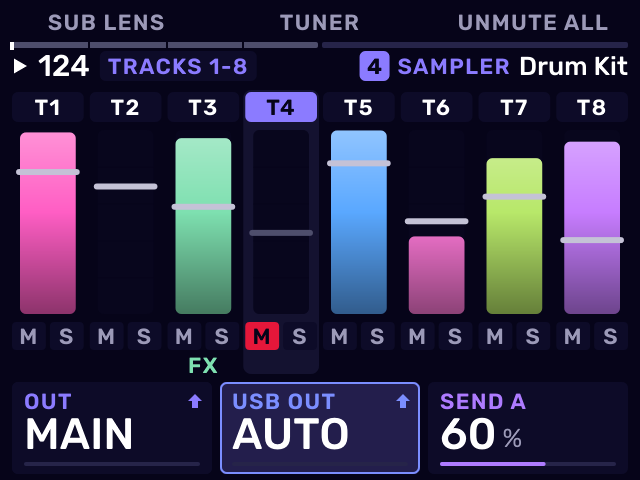 SUB LENS TUNER UNMUTE ALL
124 TRACKS 1-8 4 SAMPLER Drum Kit
T1 T2 T3 T4 T5 T6 T7 T8
M S M S M S M S M S M S M S M S
FX
OUT USB OUT SEND A
MAIN AUTO 60 %